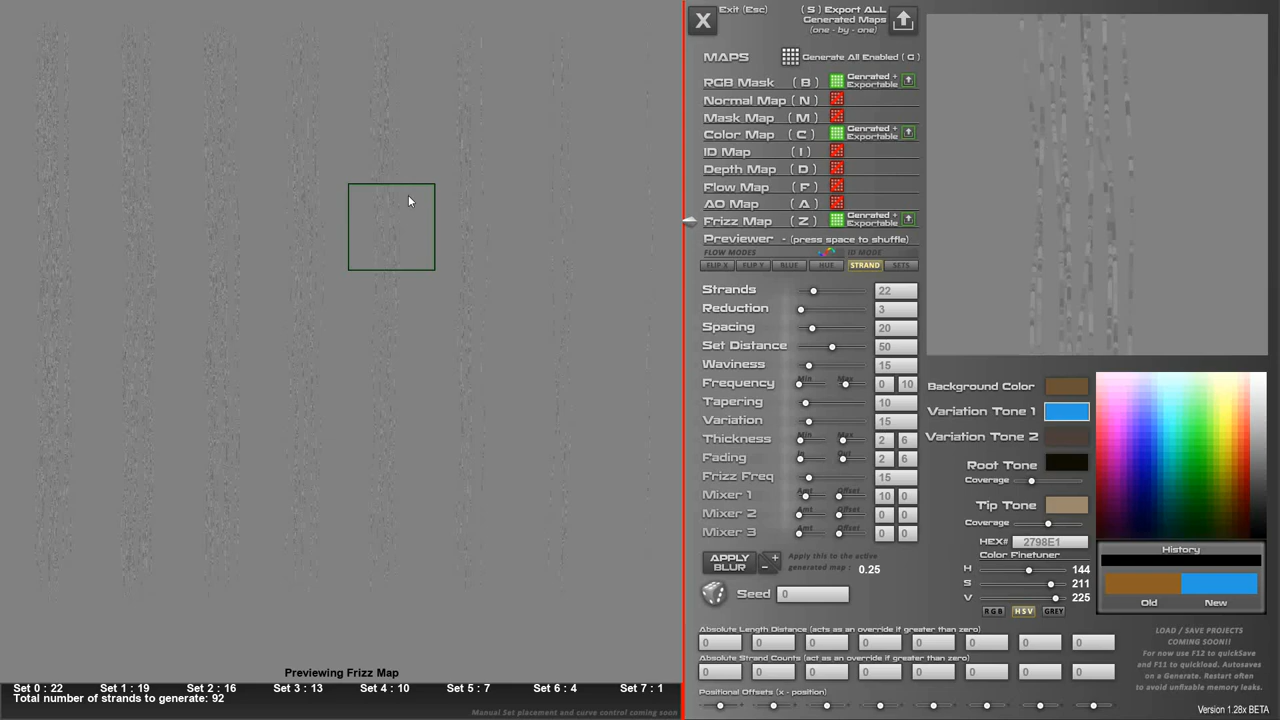 X
Exit (Esc)
( S ) Export ALL
Generated Maps
(one - by - one)
MAPS
Generate All Enabled ( G )
RGB Mask ( B )
Genrated +
Exportable
Normal Map ( N )
Mask Map ( M )
Color Map ( C )
Genrated +
Exportable
ID Map ( I )
Depth Map ( D )
Flow Map ( F )
AO Map ( A )
Frizz Map ( Z )
Genrated +
Exportable
Previewer - (press space to shuffle)
FLOW MODES
ID MODE
FLIP X
FLIP Y
BLUE
HUE
STRAND
SETS
Strands 22
Reduction 3
Spacing 20
Set Distance 50
Waviness 15
Min Max
Frequency 0 10
Tapering 10
Variation 15
Min Max
Thickness 2 6
In Out
Fading 2 6
Frizz Freq 15
Amt Offset
Mixer 1 10 0
Amt Offset
Mixer 2 0 0
Amt Offset
Mixer 3 0 0
APPLY
BLUR
+
−
Apply this to the active
generated map :
0.25
Seed 0
Background Color
Variation Tone 1
Variation Tone 2
Root Tone
Coverage
Tip Tone
Coverage
HEX# 2798E1
Color Finetuner
H 144
S 211
V 225
RGB
HSV
GREY
History
Old
New
Absolute Length Distance (acts as an override if greater than zero)
0 0 0 0 0 0 0 0
Absolute Strand Counts (act as an override if greater than zero)
0 0 0 0 0 0 0 0
Positional Offsets (x - position)
LOAD / SAVE PROJECTS
COMING SOON!!
For now use F12 to quickSave
and F11 to quickload. Autosaves
on a Generate. Restart often
to avoid unfixable memory leaks.
Version 1.28x BETA
Previewing Frizz Map
Set 0 : 22 Set 1 : 19 Set 2 : 16 Set 3 : 13 Set 4 : 10 Set 5 : 7 Set 6 : 4 Set 7 : 1
Total number of strands to generate: 92
Manual Set placement and curve control coming soon